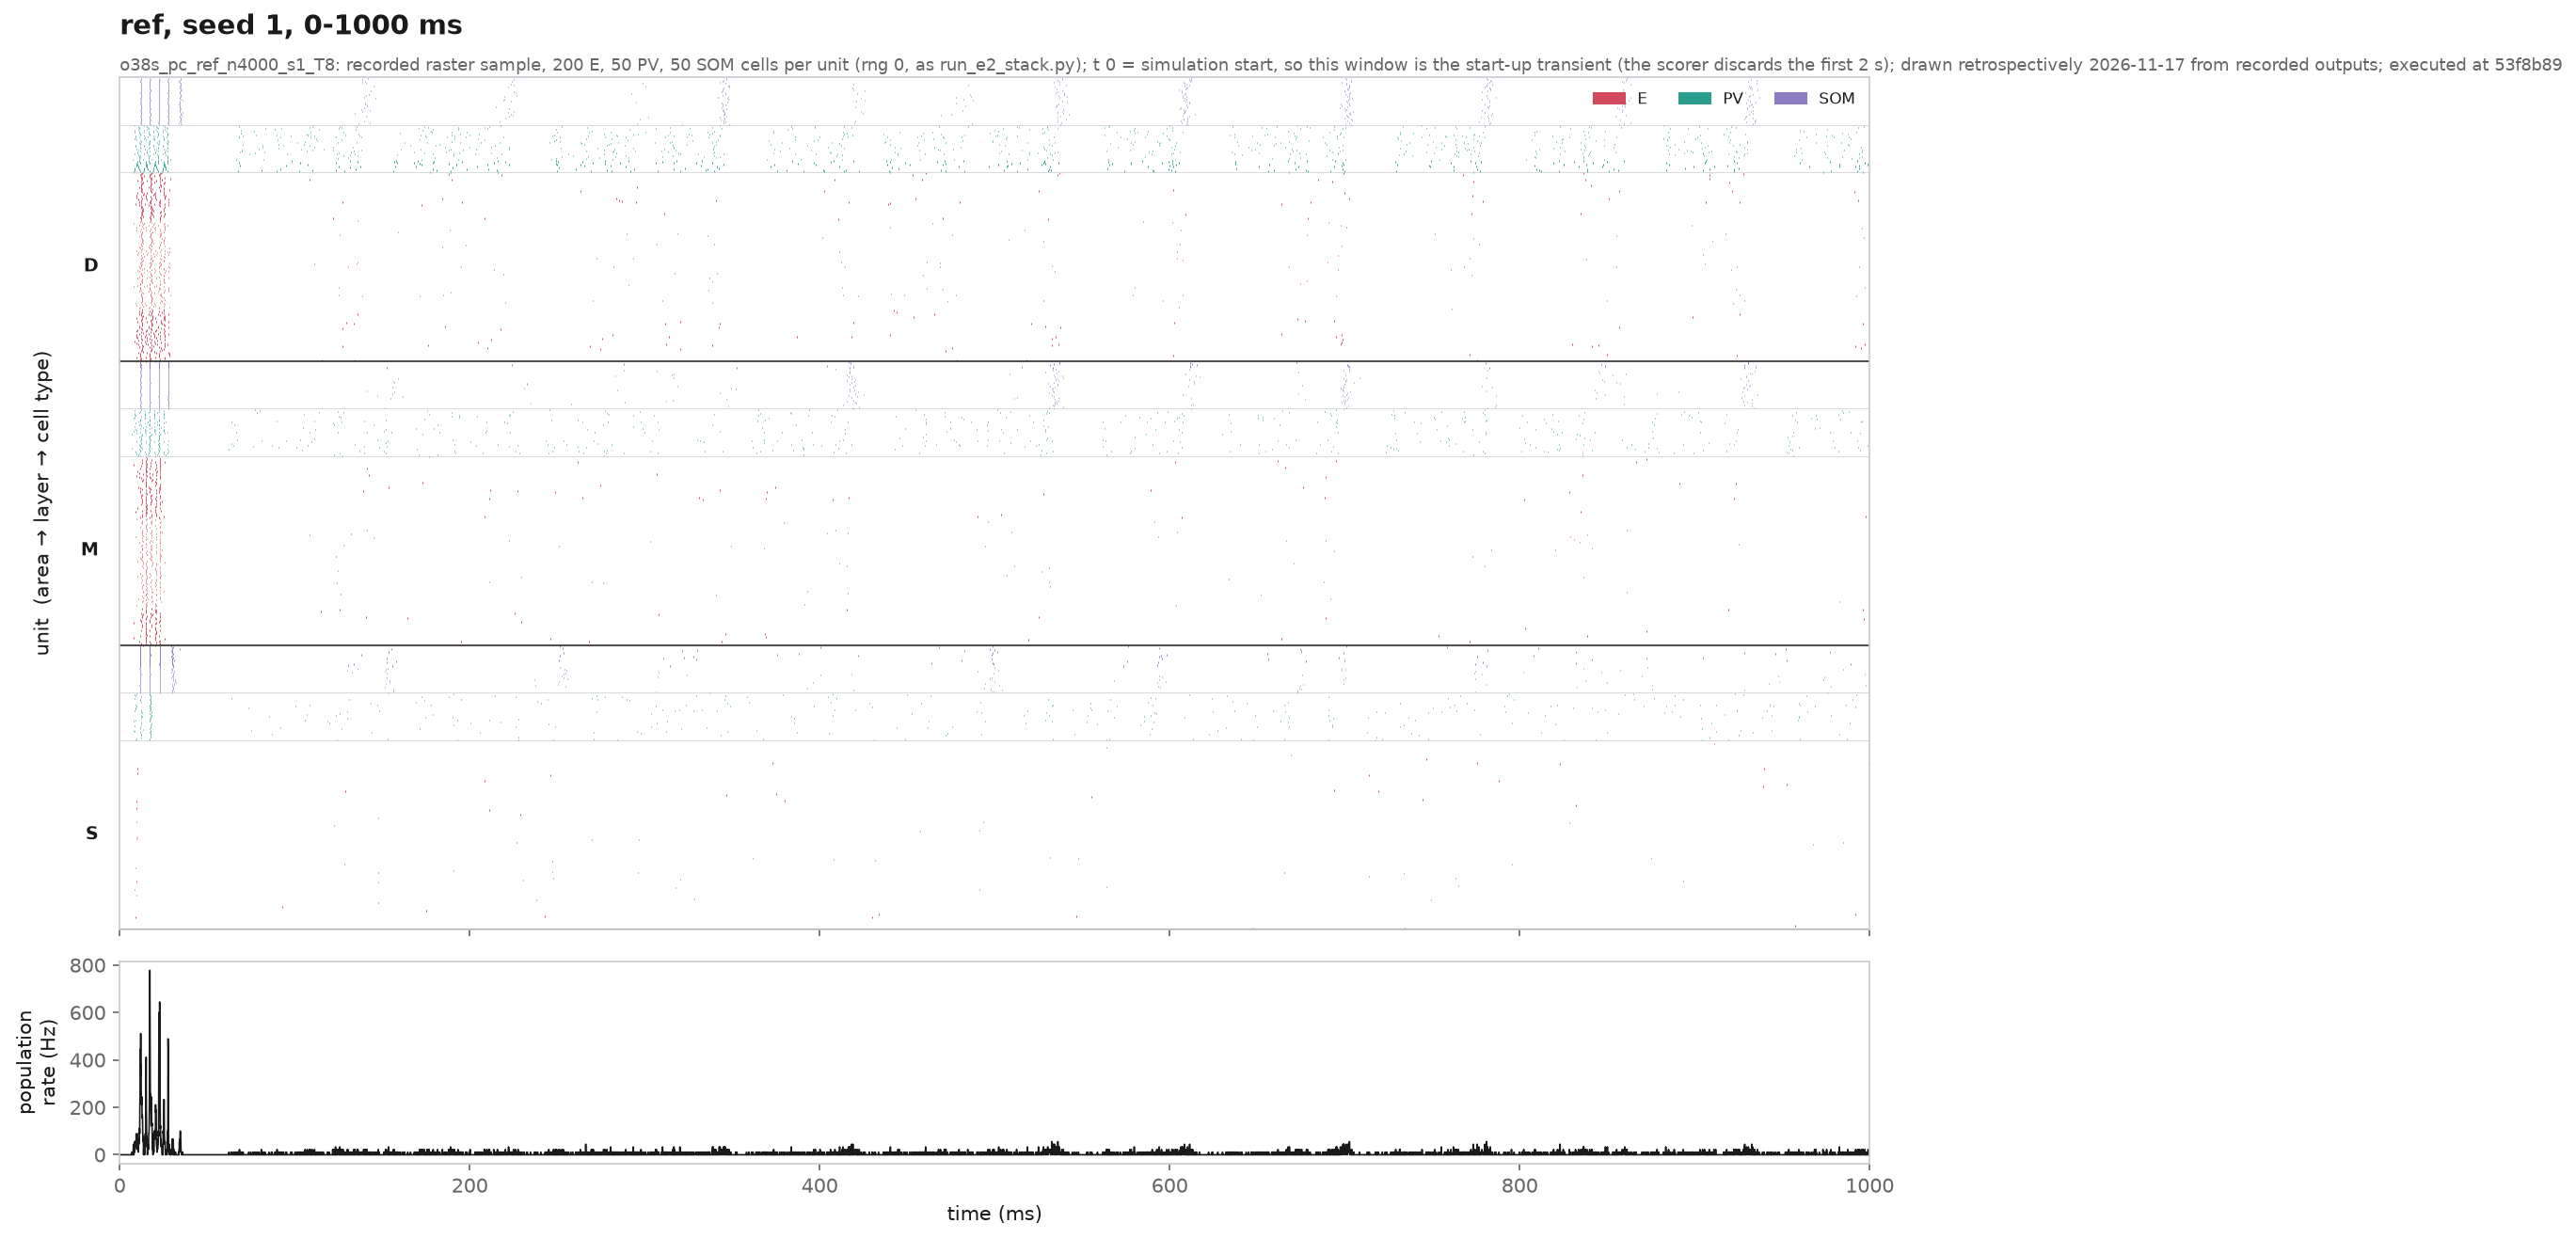 ref, seed 1, 0-1000 ms
o38s_pc_ref_n4000_s1_T8: recorded raster sample, 200 E, 50 PV, 50 SOM cells per unit (rng 0, as run_e2_stack.py); t 0 = simulation start, so this window is the start-up transient (the scorer discards the first 2 s); drawn retrospectively 2026-11-17 from recorded outputs; executed at 53f8b89
E PV SOM
D
M
S
unit (area → layer → cell type)
800
600
400
200
0
population
rate (Hz)
0 200 400 600 800 1000
time (ms)